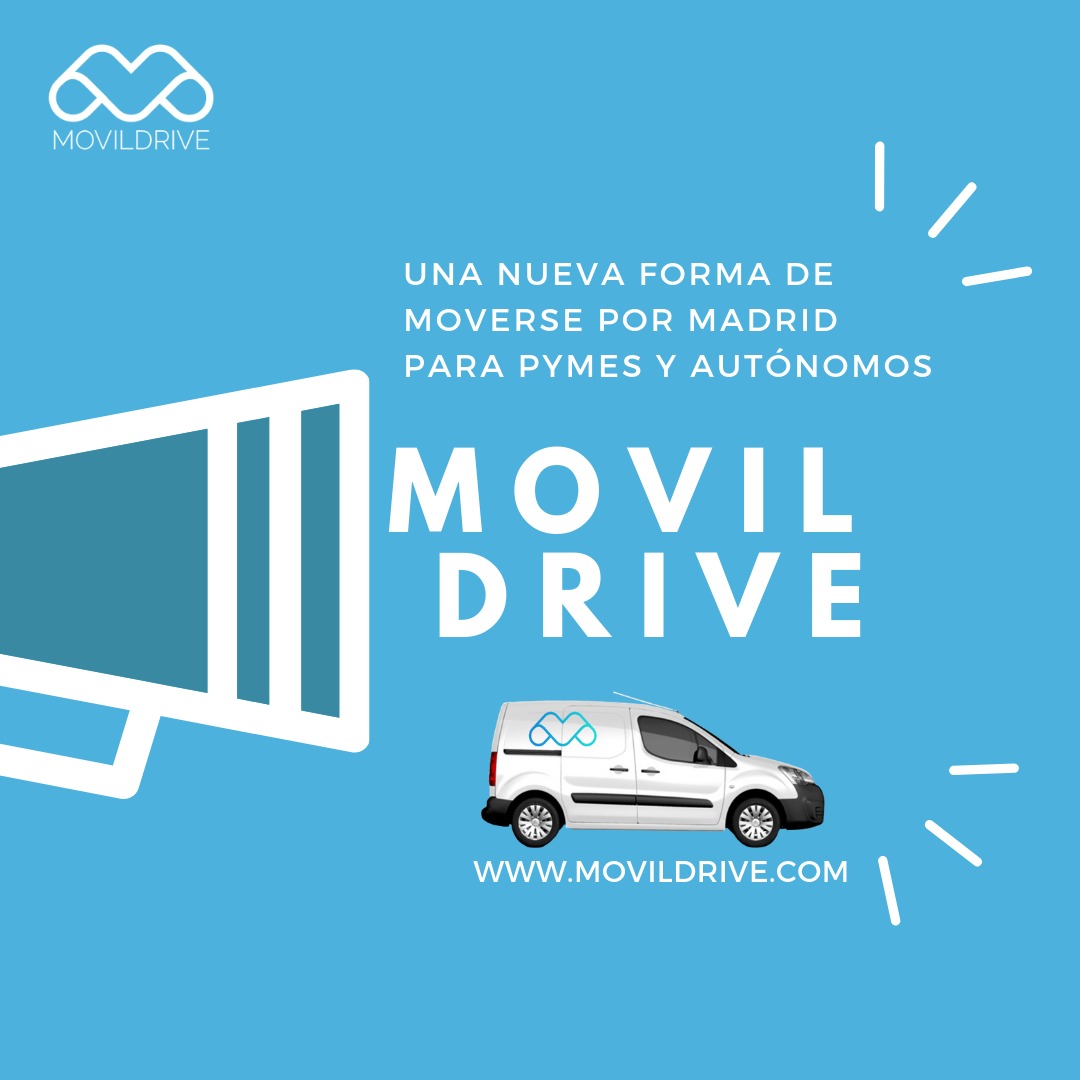 MOVILDRIVE
UNA NUEVA FORMA DE
MOVERSE POR MADRID
PARA PYMES Y AUTÓNOMOS
MOVIL
DRIVE
WWW.MOVILDRIVE.COM